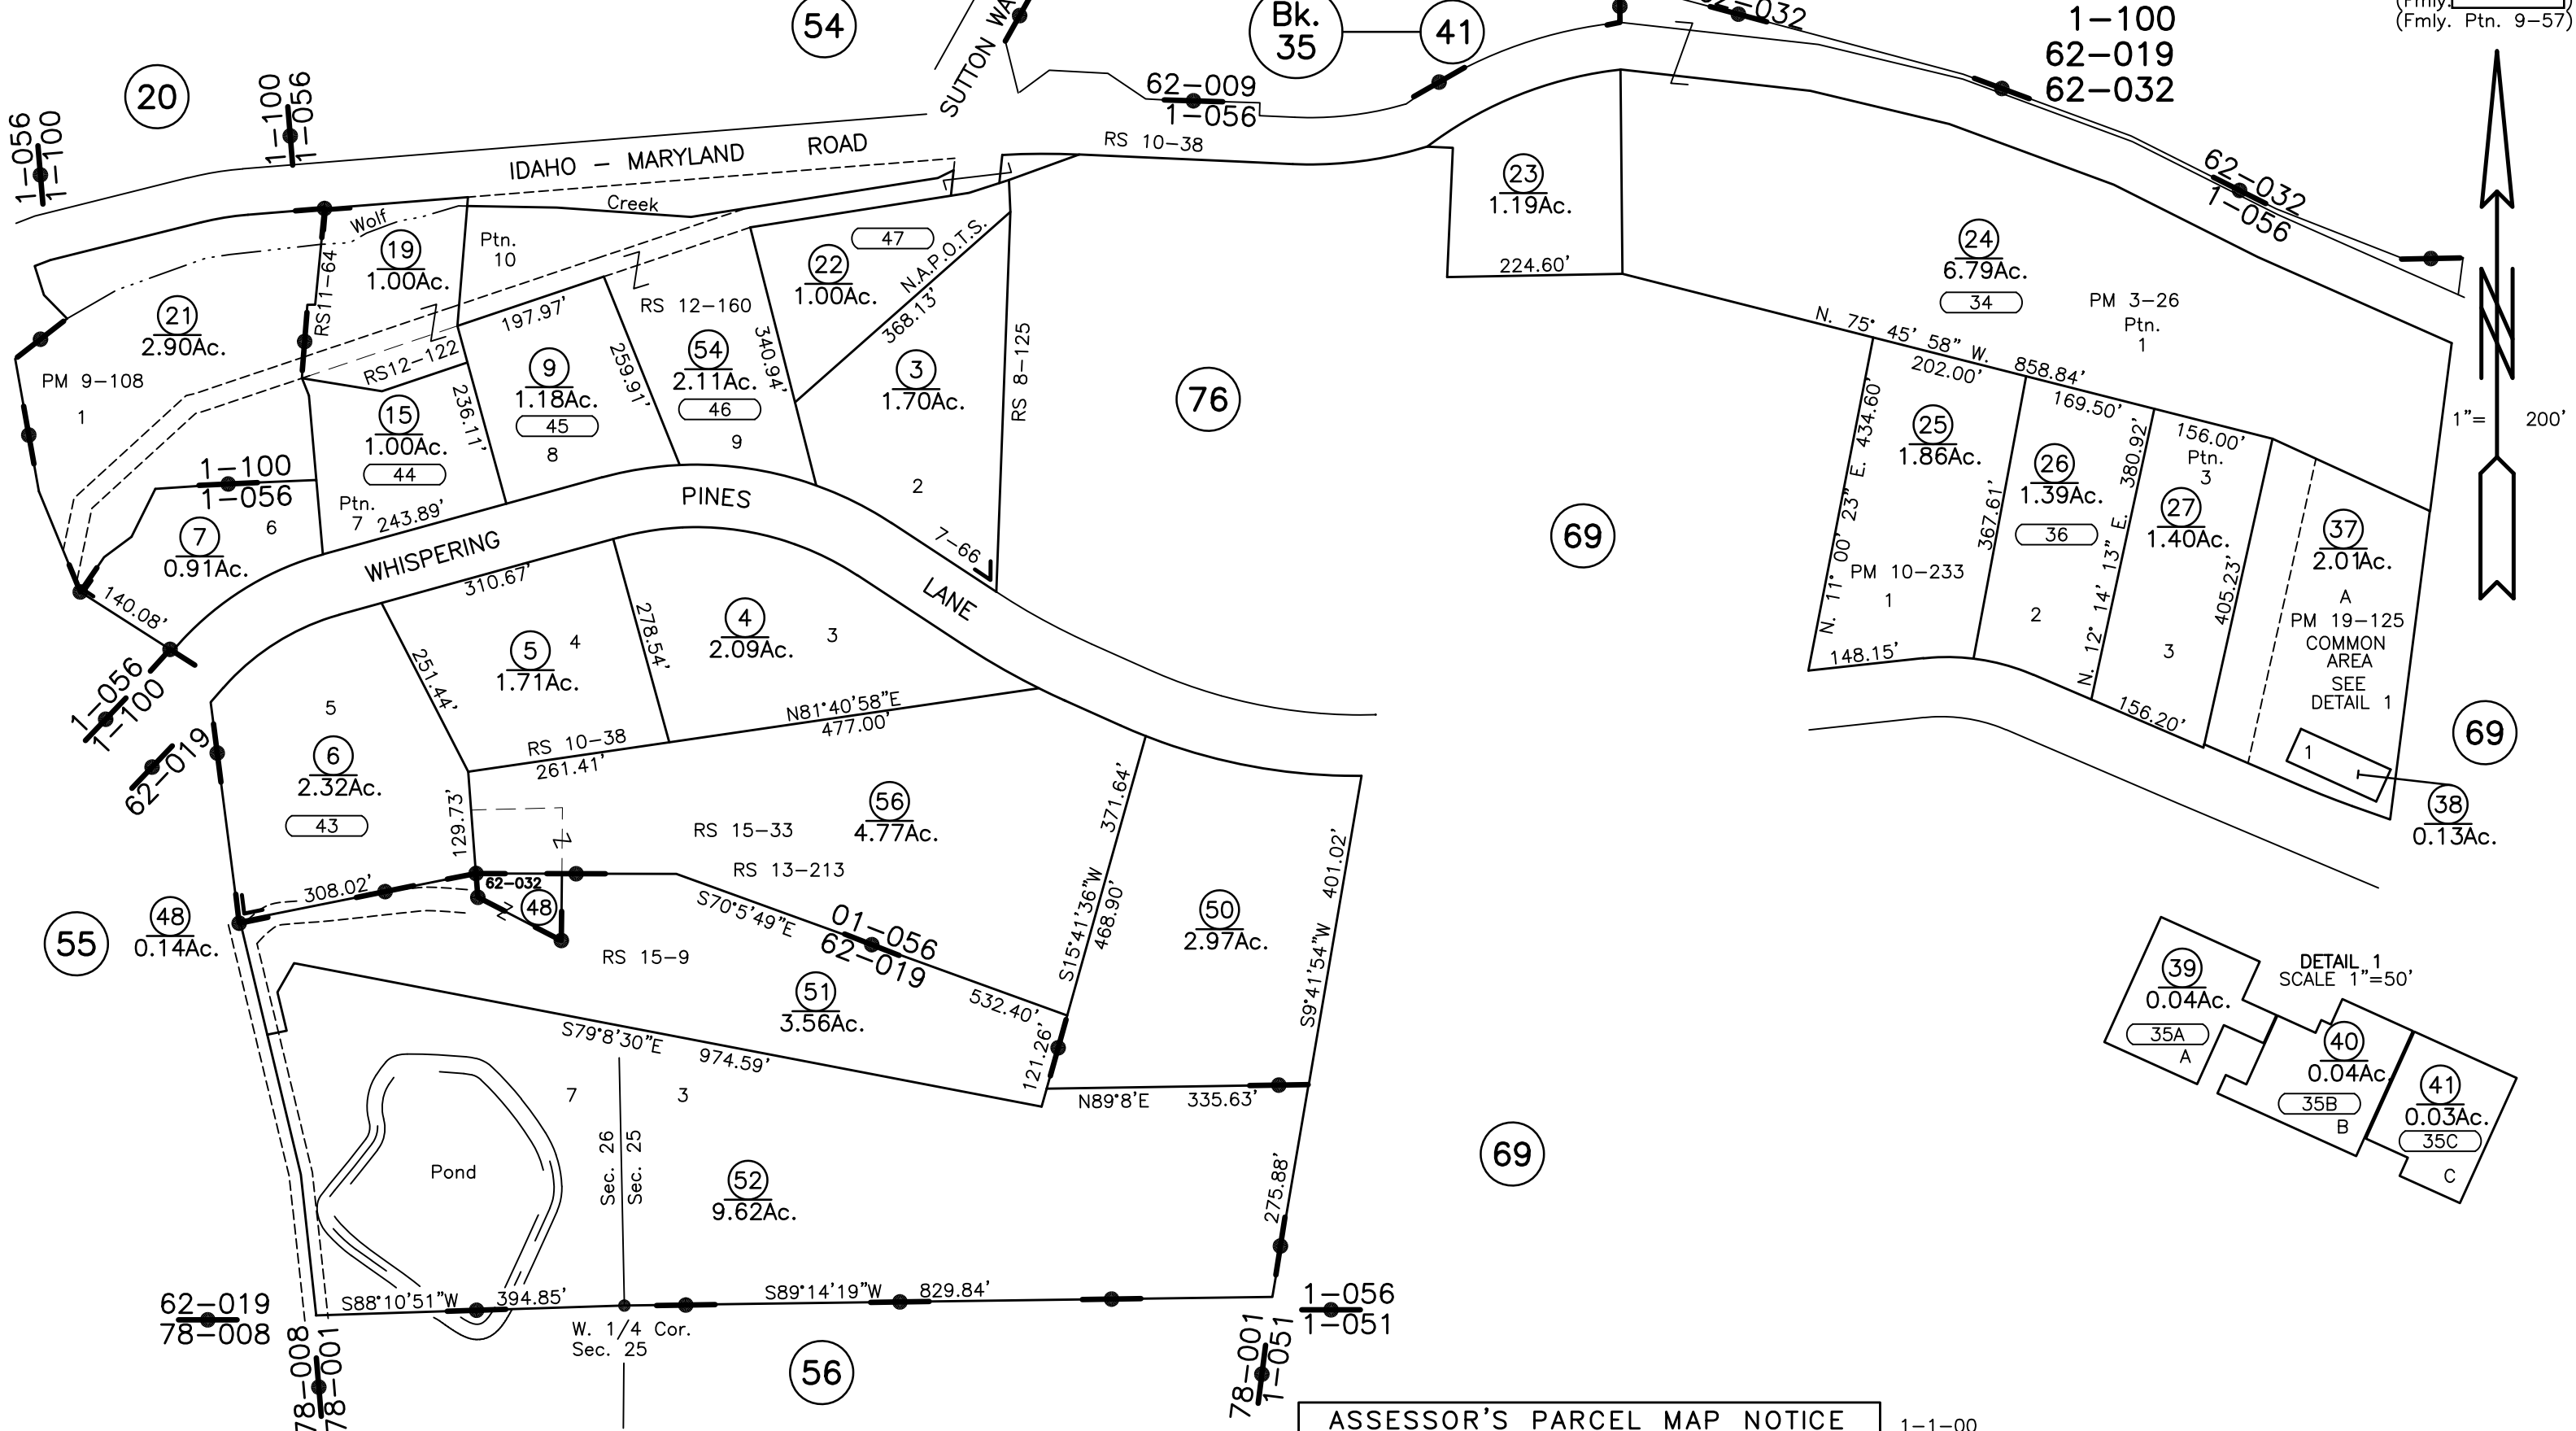 54
Bk.
35
41
62-032
1-100
62-019
62-032
(Fmly. Ptn. 9-57)
20
1-056
1-100
1-100
1-056
SUTTON
62-009
1-056
IDAHO - MARYLAND ROAD
RS 10-38
62-032
1-056
23
1.19Ac.
224.60'
24
6.79Ac.
34
PM 3-26
Ptn.
1
Wolf
Creek
19
1.00Ac.
Ptn.
10
22
1.00Ac.
47
N.A.P.O.T.S.
368.13'
21
2.90Ac.
PM 9-108
1
RS11-64
RS12-122
197.97'
RS 12-160
340.94'
259.91'
54
2.11Ac.
46
9
3
1.70Ac.
2
RS 8-125
76
9
1.18Ac.
45
8
236.11'
15
1.00Ac.
44
Ptn.
7
243.89'
1-100
1-056
6
7
0.91Ac.
140.08'
N. 75° 45' 58" W. 858.84'
202.00'
169.50'
156.00'
1"= 200'
N. 11° 00' 23" E. 434.60'
25
1.86Ac.
367.61'
26
1.39Ac.
36
N. 12° 14' 13" E. 380.92'
Ptn.
3
27
1.40Ac.
405.23'
37
2.01Ac.
A
PM 19-125
COMMON
AREA
SEE
DETAIL 1
1
PM 10-233
1
2
3
148.15'
156.20'
38
0.13Ac.
69
69
WHISPERING PINES LANE
7-66
310.67'
251.44'
278.54'
5
1.71Ac.
4
4
2.09Ac.
3
1-056
1-100
62-019
5
6
2.32Ac.
43
N81°40'58"E
477.00'
RS 10-38
261.41'
129.73'
56
4.77Ac.
RS 15-33
RS 13-213
371.64'
S15°41'36"W
468.90'
401.02'
S9°41'54"W
50
2.97Ac.
308.02'
62-032
48
48
0.14Ac.
55
S70°5'49"E
01-056
62-019
532.40'
RS 15-9
51
3.56Ac.
121.26'
S79°8'30"E
974.59'
N89°8'E 335.63'
7
3
Sec. 26
Sec. 25
Pond
52
9.62Ac.
275.88'
69
DETAIL 1
SCALE 1"=50'
39
0.04Ac.
35A
A
40
0.04Ac.
35B
B
41
0.03Ac.
35C
C
62-019
78-008
S88°10'51"W 394.85'
S89°14'19"W 829.84'
1-056
1-051
W. 1/4 Cor.
Sec. 25
78-008
78-001
56
78-001
1-051
ASSESSOR'S PARCEL MAP NOTICE
1-1-00